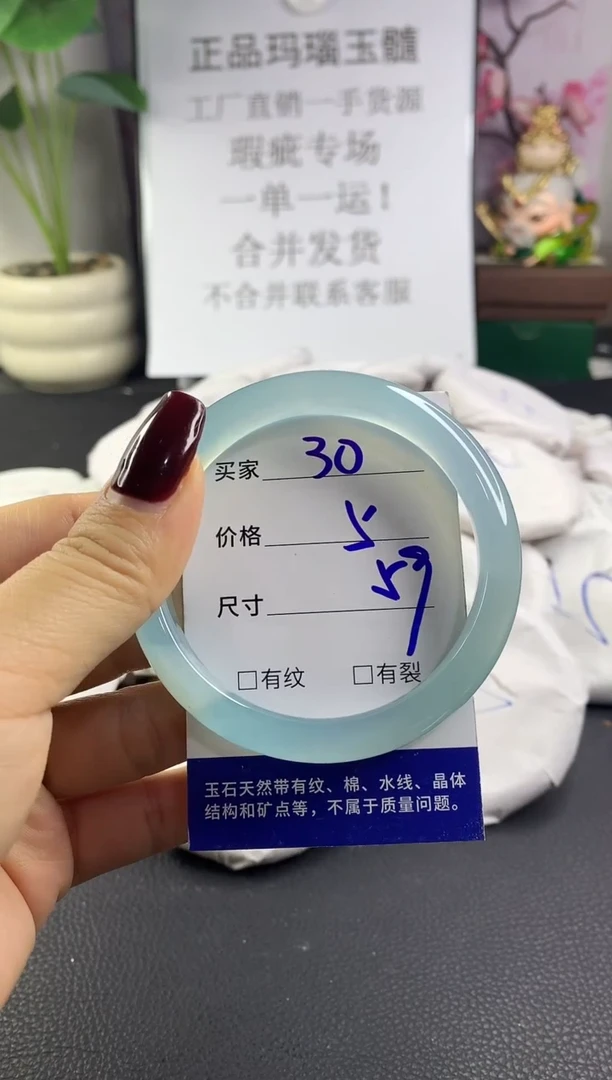 正品玛瑙玉髓
工厂直销一手货源
瑕疵专场
一单一运！
合并发货
不合并联系客服
买家 30
价格 5
尺寸 59
□有纹 □有裂
玉石天然带有纹、棉、水线、晶体
结构和矿点等，不属于质量问题。